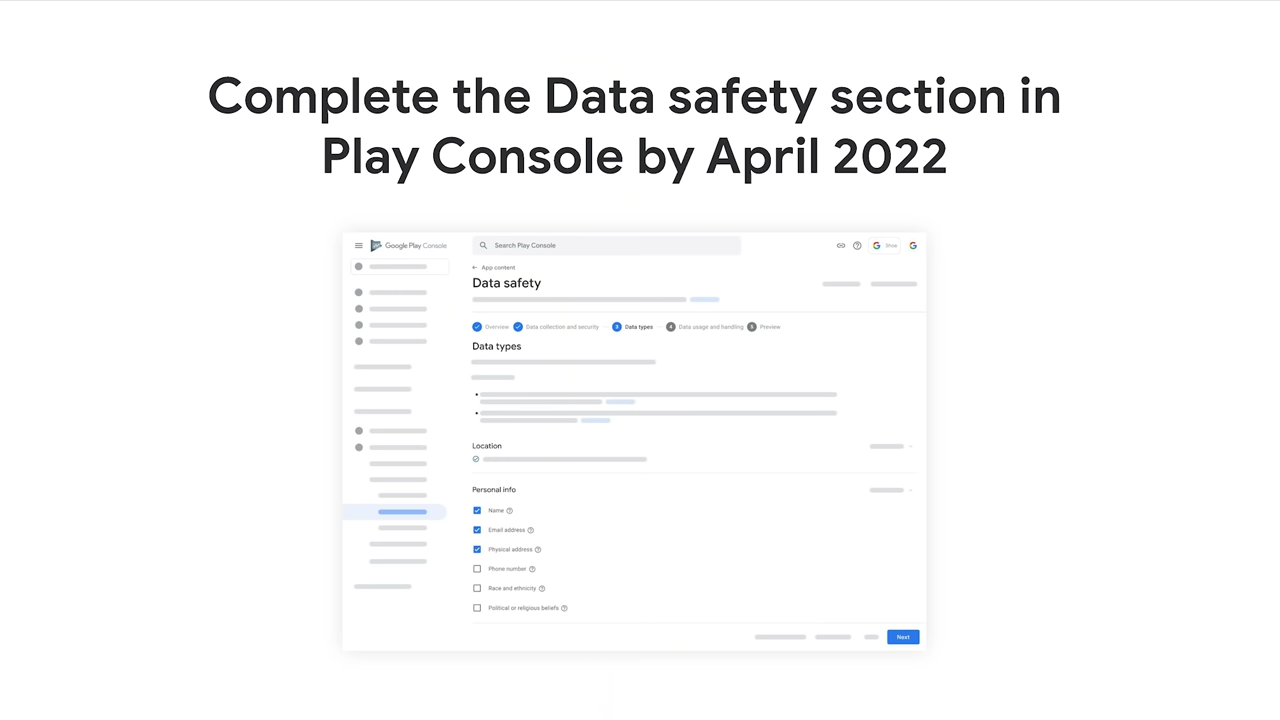 Complete the Data safety section in
Play Console by April 2022
Google Play Console
Search Play Console
Shop
App content
Data safety
Overview
Data collection and security
3 Data types
4 Data usage and handling
5 Preview
Data types
Location
Personal info
Name
Email address
Physical address
Phone number
Race and ethnicity
Political or religious beliefs
Next